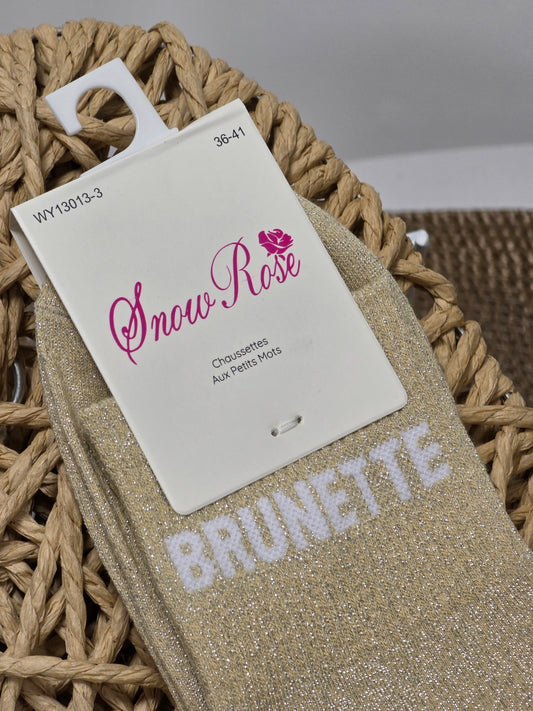 WY13013-3
36-41
Snow Rose
Chaussettes
Aux Petits Mots
BRUNETTE